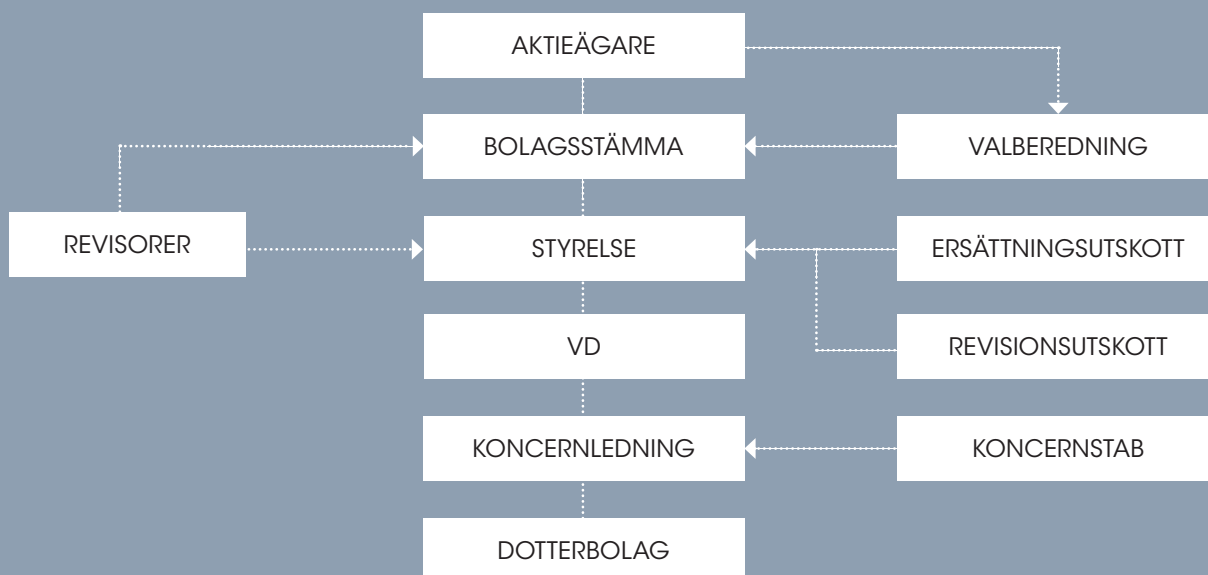 AKTIEÄGARE
BOLAGSSTÄMMA
VALBEREDNING
REVISORER
STYRELSE
ERSÄTTNINGSUTSKOTT
VD
REVISIONSUTSKOTT
KONCERNLEDNING
KONCERNSTAB
DOTTERBOLAG